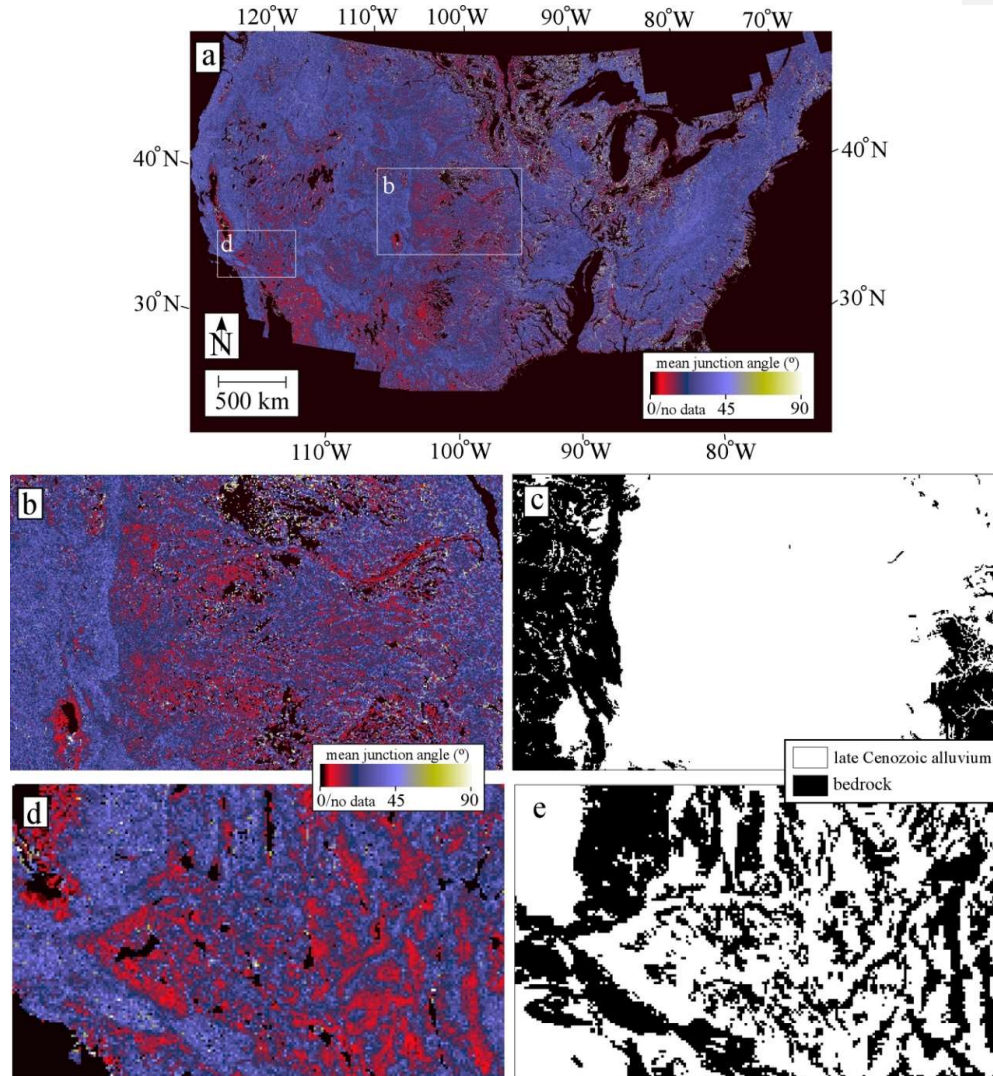 120°W 110°W 100°W 90°W 80°W 70°W
a
40°N 40°N
b
d
30°N 30°N
N
mean junction angle (º)
500 km
0/no data 45 90
110°W 100°W 90°W 80°W
b
c
mean junction angle (º)
0/no data 45 90
late Cenozoic alluvium
bedrock
d
e